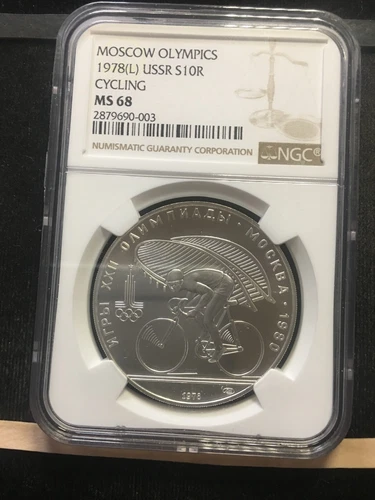 MOSCOW OLYMPICS
1978(L) USSR S10R
CYCLING
MS 68
2879690-003
NUMISMATIC GUARANTY CORPORATION
NGC
ИГРЫ XXII ОЛИМПИАДЫ · МОСКВА · 1980
1978